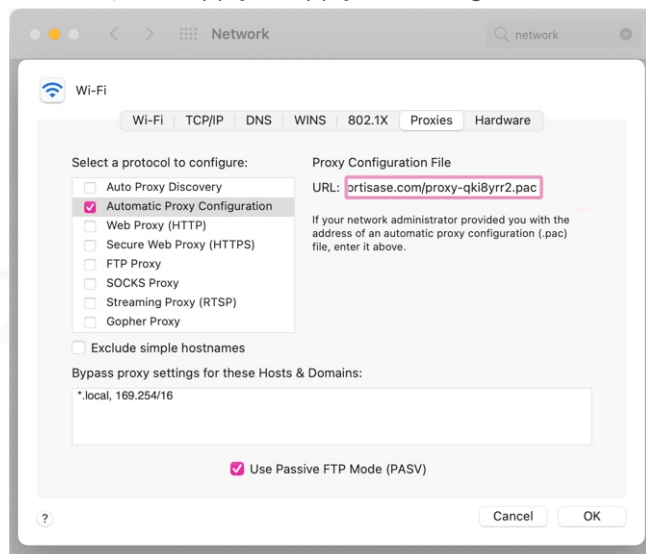 Network
network
Wi-Fi
Wi-Fi TCP/IP DNS WINS 802.1X Proxies Hardware
Select a protocol to configure:
Auto Proxy Discovery
Automatic Proxy Configuration
Web Proxy (HTTP)
Secure Web Proxy (HTTPS)
FTP Proxy
SOCKS Proxy
Streaming Proxy (RTSP)
Gopher Proxy
Proxy Configuration File
URL: ortisase.com/proxy-qki8yrr2.pac
If your network administrator provided you with the
address of an automatic proxy configuration (.pac)
file, enter it above.
Exclude simple hostnames
Bypass proxy settings for these Hosts & Domains:
*.local, 169.254/16
Use Passive FTP Mode (PASV)
?
Cancel OK